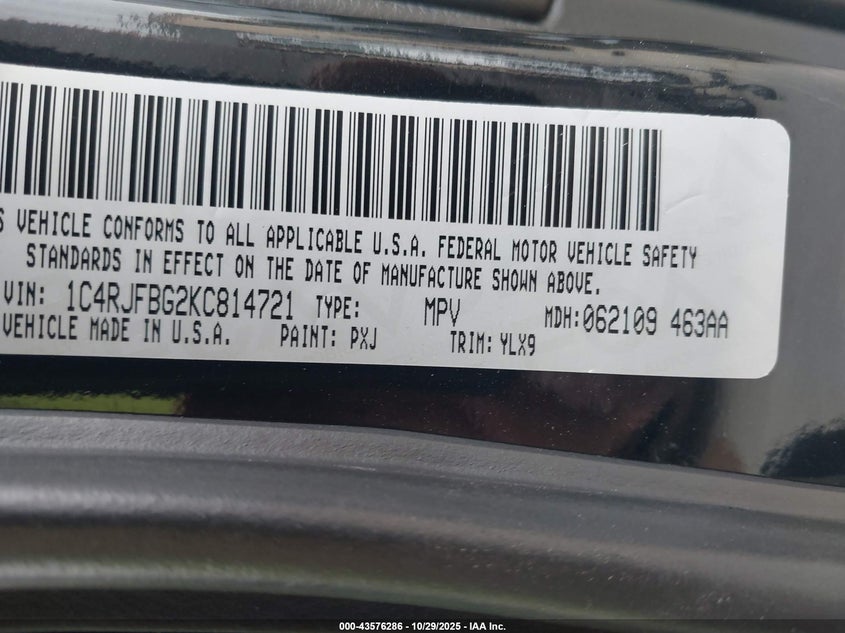 VEHICLE CONFORMS TO ALL APPLICABLE U.S.A. FEDERAL MOTOR VEHICLE SAFETY
STANDARDS IN EFFECT ON THE DATE OF MANUFACTURE SHOWN ABOVE.
VIN: 1C4RJFBG2KC814721 TYPE: MPV MDH:062109 463AA
VEHICLE MADE IN U.S.A. PAINT: PXJ TRIM: YLX9
000-43576286 - 10/29/2025 - IAA Inc.